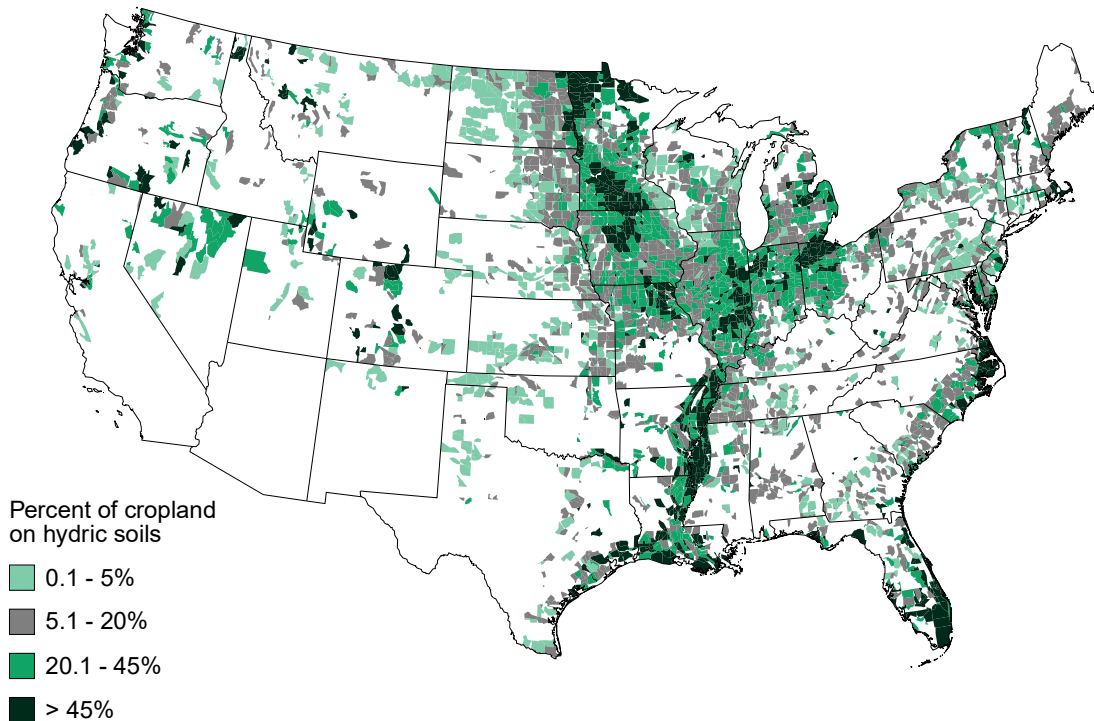 Percent of cropland
on hydric soils
0.1 - 5%
5.1 - 20%
20.1 - 45%
> 45%